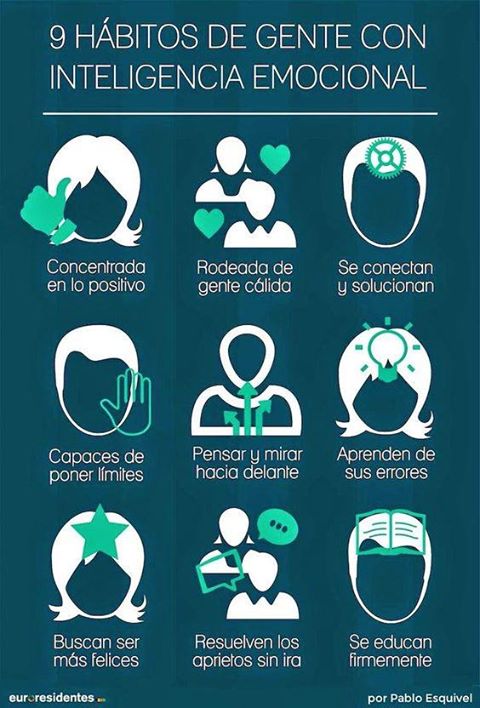 9 HÁBITOS DE GENTE CON
INTELIGENCIA EMOCIONAL
Concentrada
en lo positivo
Rodeada de
gente cálida
Se conectan
y solucionan
Capaces de
poner límites
Pensar y mirar
hacia delante
Aprenden de
sus errores
Buscan ser
más felices
Resuelven los
aprietos sin ira
Se educan
firmemente
euroresidentes
por Pablo Esquivel